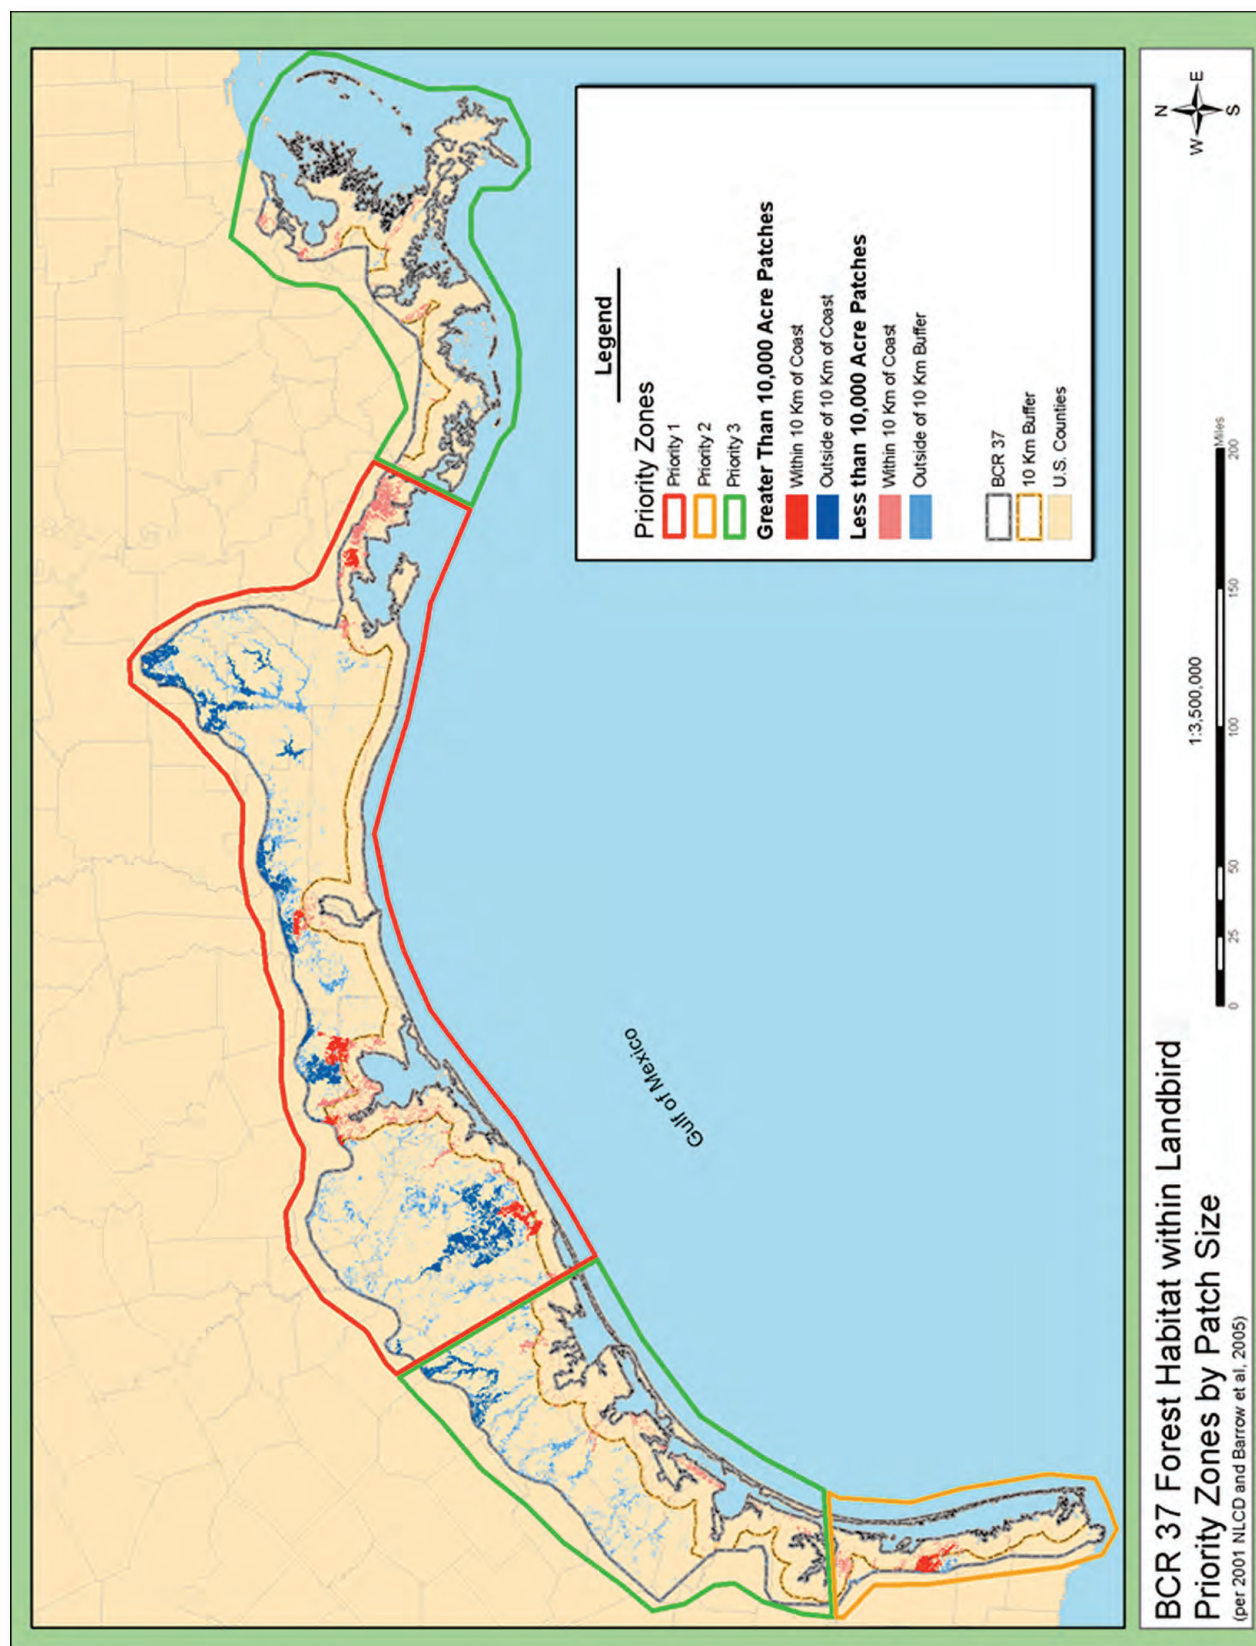 Gulf of Mexico
Legend
Priority Zones
Priority 1
Priority 2
Priority 3
Greater Than 10,000 Acre Patches
Within 10 Km of Coast
Outside of 10 Km of Coast
Less than 10,000 Acre Patches
Within 10 Km of Coast
Outside of 10 Km Buffer
BCR 37
10 Km Buffer
U.S. Counties
BCR 37 Forest Habitat within Landbird
Priority Zones by Patch Size
(per 2001 NLCD and Barrow et al, 2005)
1:3,500,000
0 25 50 100 150 200
Miles
N
W E
S